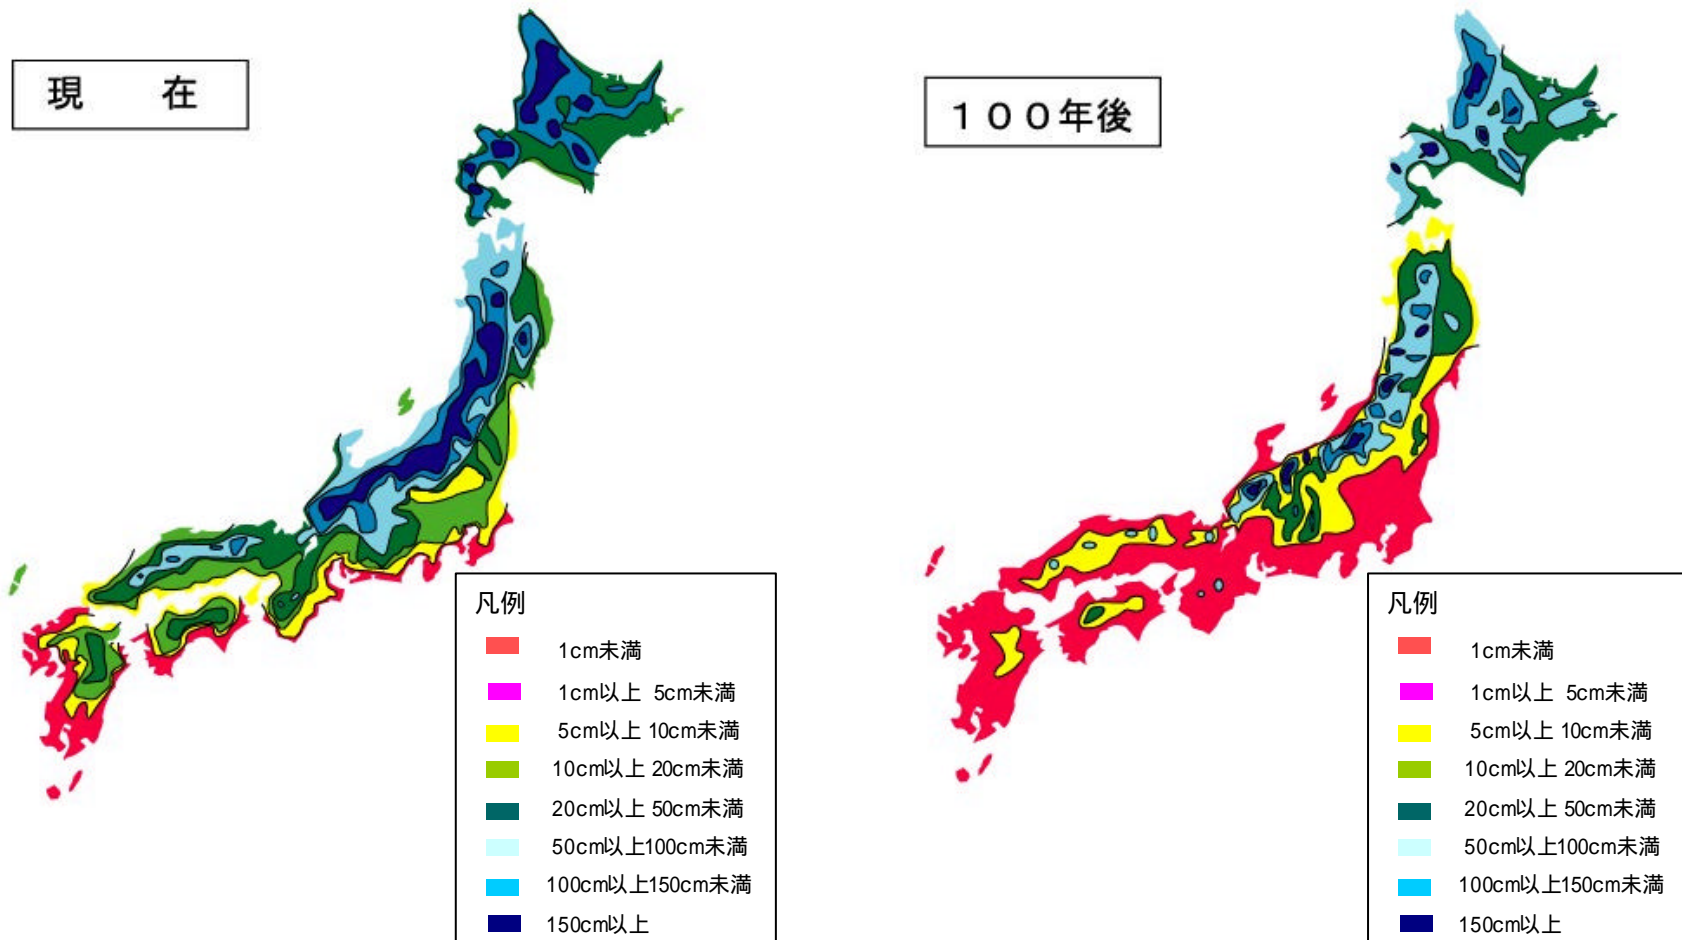 現　在
凡例
1cm未満
1cm以上 5cm未満
5cm以上 10cm未満
10cm以上 20cm未満
20cm以上 50cm未満
50cm以上100cm未満
100cm以上150cm未満
150cm以上
１００年後
凡例
1cm未満
1cm以上 5cm未満
5cm以上 10cm未満
10cm以上 20cm未満
20cm以上 50cm未満
50cm以上100cm未満
100cm以上150cm未満
150cm以上